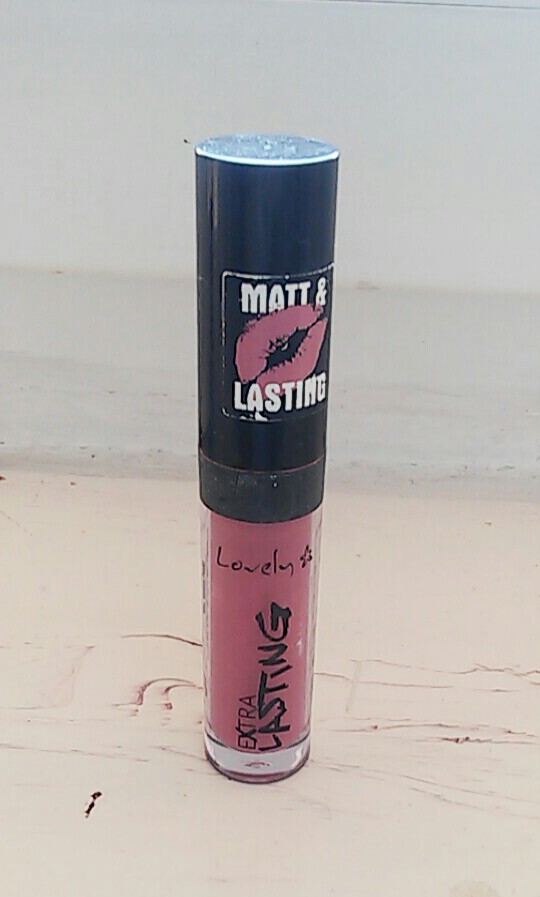 MATT &
LASTING
Lovely
EXTRA
LASTING